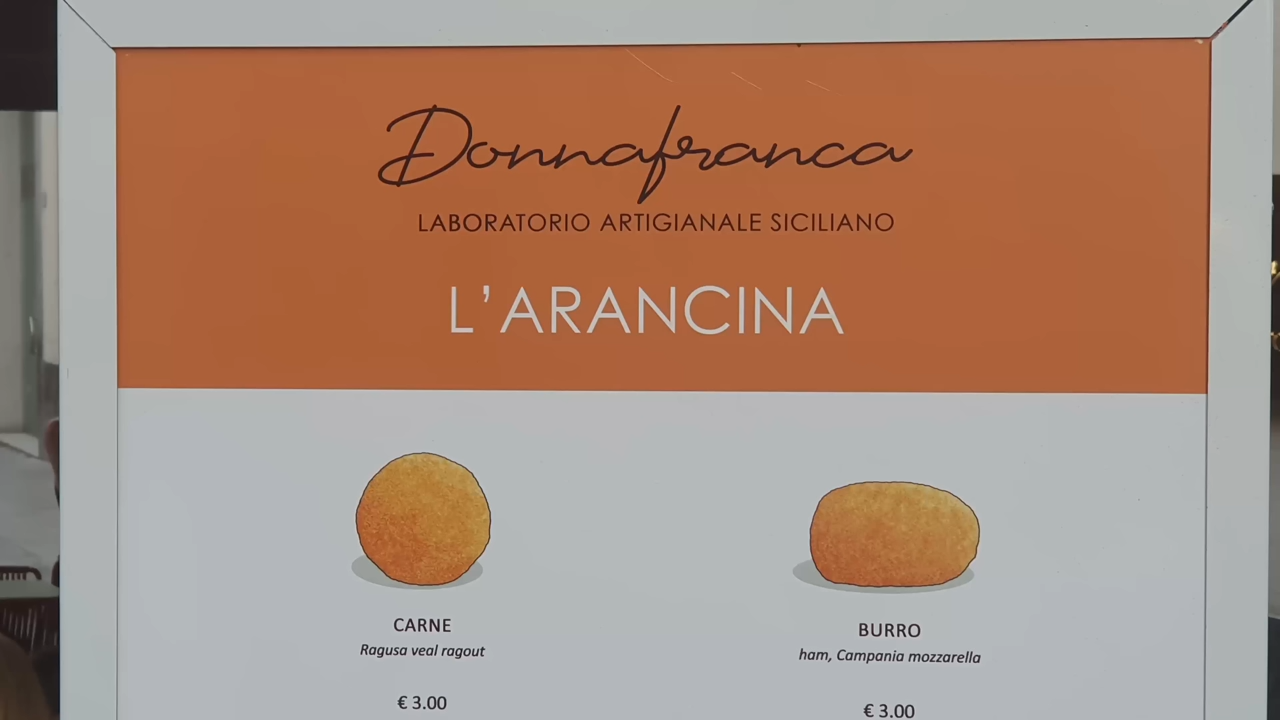 Donnafranca
LABORATORIO ARTIGIANALE SICILIANO
L'ARANCINA
CARNE
Ragusa veal ragout
€ 3.00
BURRO
ham, Campania mozzarella
€ 3.00